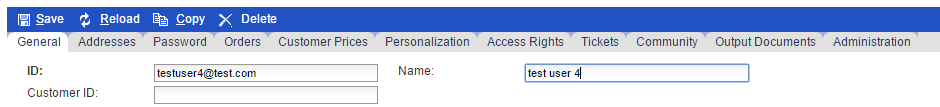 Save Reload Copy Delete
General Addresses Password Orders Customer Prices Personalization Access Rights Tickets Community Output Documents Administration
ID: testuser4@test.com Name: test user 4
Customer ID: